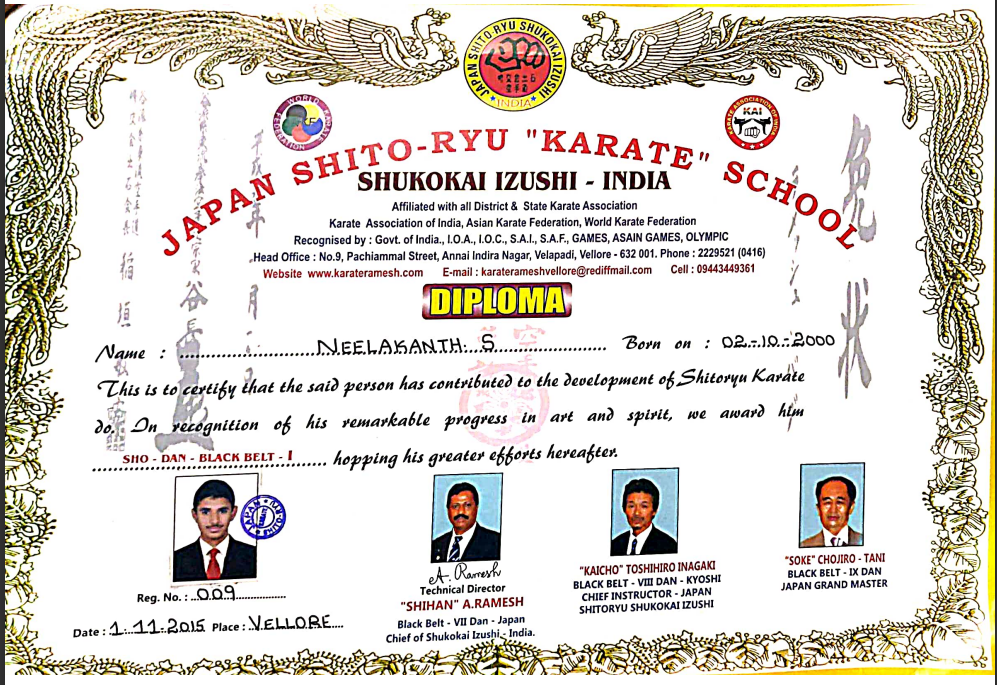 JAPAN SHITO-RYU SHUKOKAI IZUSHI
INDIA
WORLD KARATE FEDERATION
KARATE ASSOCIATION OF INDIA
KAI
免状
JAPAN SHITO-RYU "KARATE" SCHOOL
SHUKOKAI IZUSHI - INDIA
Affiliated with all District & State Karate Association
Karate Association of India, Asian Karate Federation, World Karate Federation
Recognised by : Govt. of India., I.O.A., I.O.C., S.A.I., S.A.F., GAMES, ASAIN GAMES, OLYMPIC
Head Office : No.9, Pachiammal Street, Annai Indira Nagar, Velapadi, Vellore - 632 001. Phone : 2229521 (0416)
Website www.karateramesh.com E-mail : karaterameshvellore@rediffmail.com Cell : 09443449361
DIPLOMA
Name : NEELAKANTH. S Born on : 02.-10.-2000
This is to certify that the said person has contributed to the development of Shitoryu Karate
do. In recognition of his remarkable progress in art and spirit, we award him
SHO - DAN - BLACK BELT - I hopping his greater efforts hereafter.
Reg. No. : 009
Date : 1.11.2015 Place : VELLORE
A. Ramesh
Technical Director
"SHIHAN" A.RAMESH
Black Belt - VII Dan - Japan
Chief of Shukokai Izushi - India.
"KAICHO" TOSHIHIRO INAGAKI
BLACK BELT - VIII DAN - KYOSHI
CHIEF INSTRUCTOR - JAPAN
SHITORYU SHUKOKAI IZUSHI
"SOKE" CHOJIRO - TANI
BLACK BELT - IX DAN
JAPAN GRAND MASTER